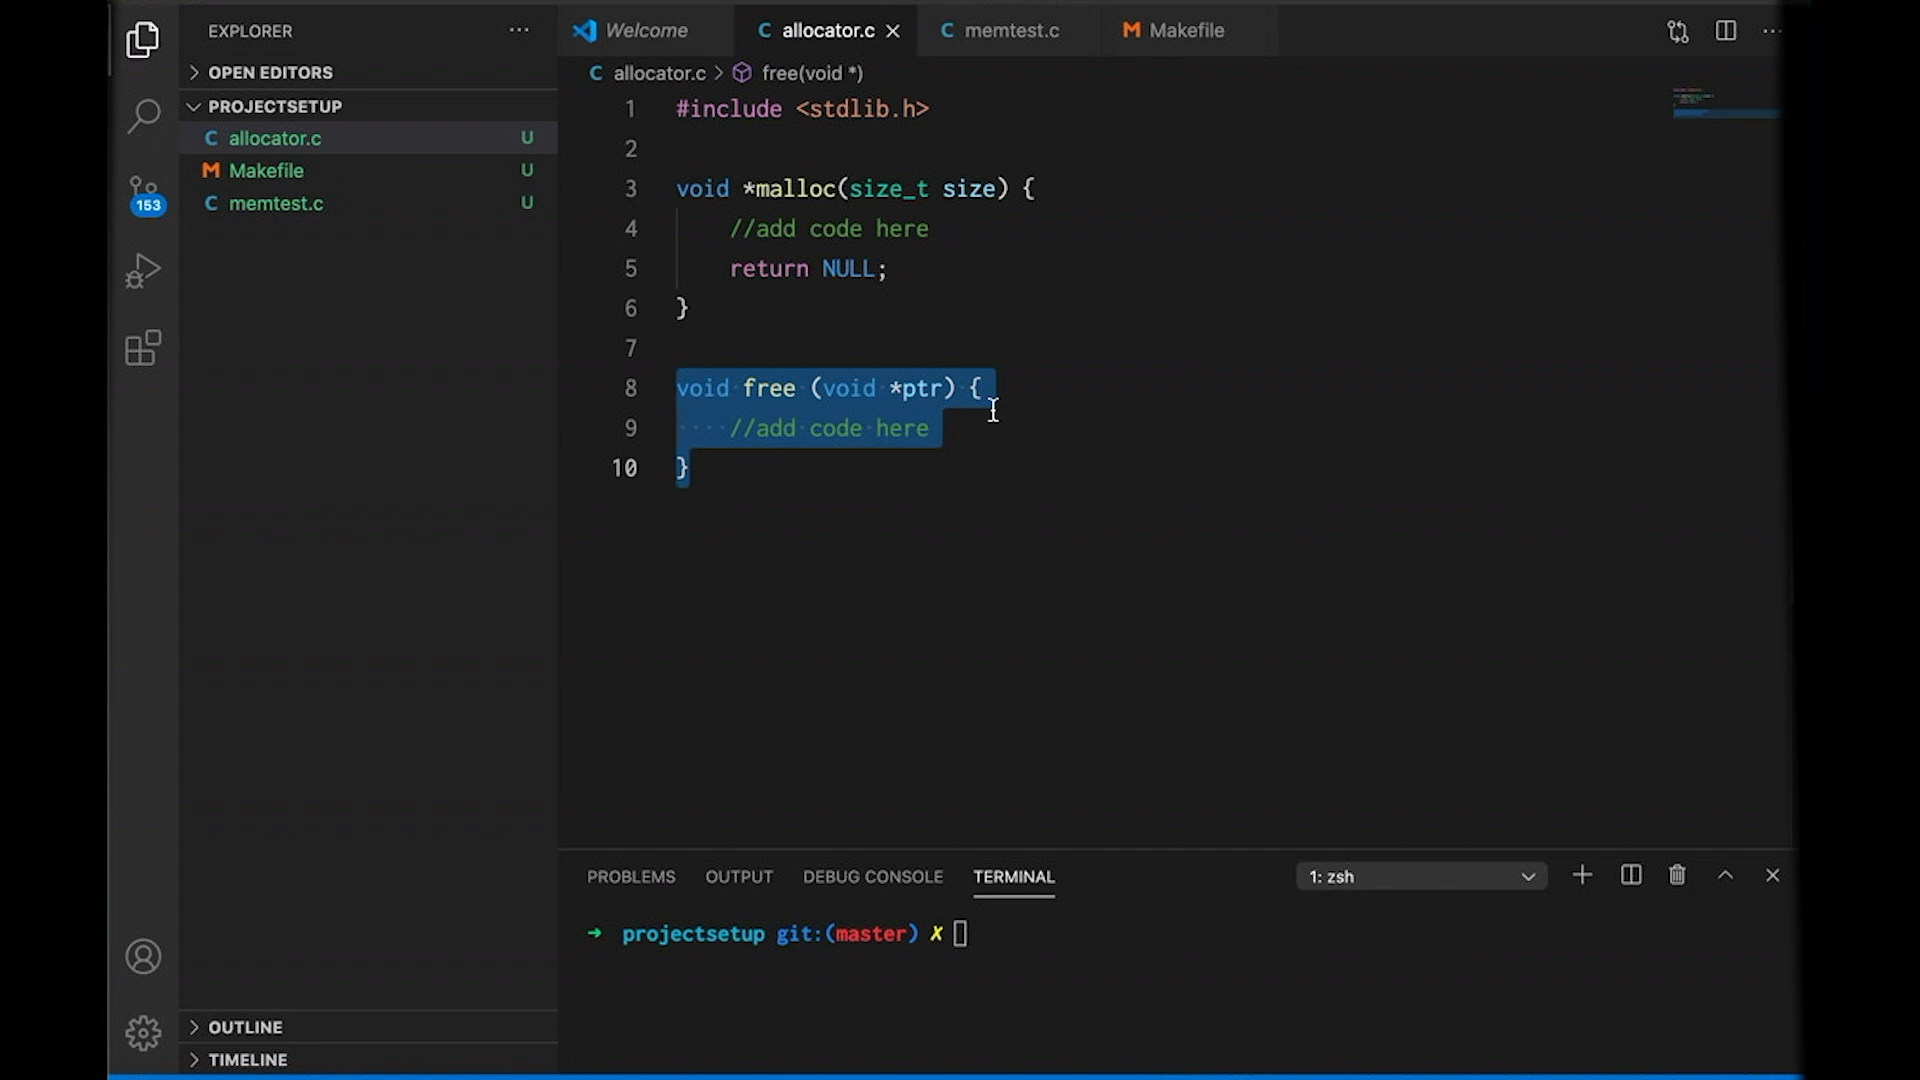 EXPLORER
OPEN EDITORS
PROJECTSETUP
C allocator.c U
M Makefile U
C memtest.c U
153
OUTLINE
TIMELINE
Welcome
C allocator.c
C memtest.c
M Makefile
C allocator.c > free(void *)
1 #include <stdlib.h>
2
3 void *malloc(size_t size) {
4 //add code here
5 return NULL;
6 }
7
8 void free (void *ptr) {
9 //add code here
10 }
PROBLEMS OUTPUT DEBUG CONSOLE TERMINAL
1: zsh
➜ projectsetup git:(master) ✗